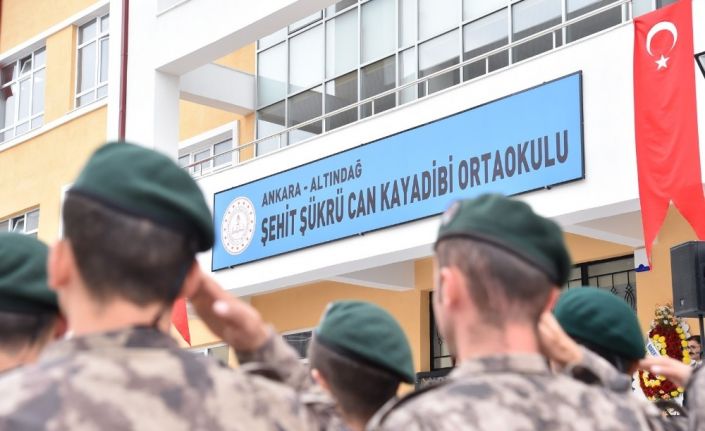 ANKARA - ALTINDAĞ
ŞEHİT ŞÜKRÜ CAN KAYADİBİ ORTAOKULU